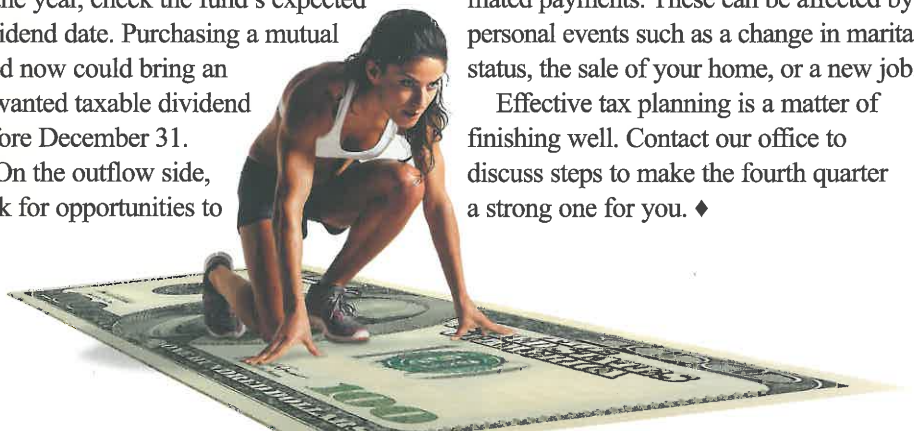 the year, check the fund's expected
idend date. Purchasing a mutual
d now could bring an
wanted taxable dividend
ore December 31.
On the outflow side,
k for opportunities to
mated payments. These can be affected by
personal events such as a change in marita
status, the sale of your home, or a new job
Effective tax planning is a matter of
finishing well. Contact our office to
discuss steps to make the fourth quarter
a strong one for you. ♦
100